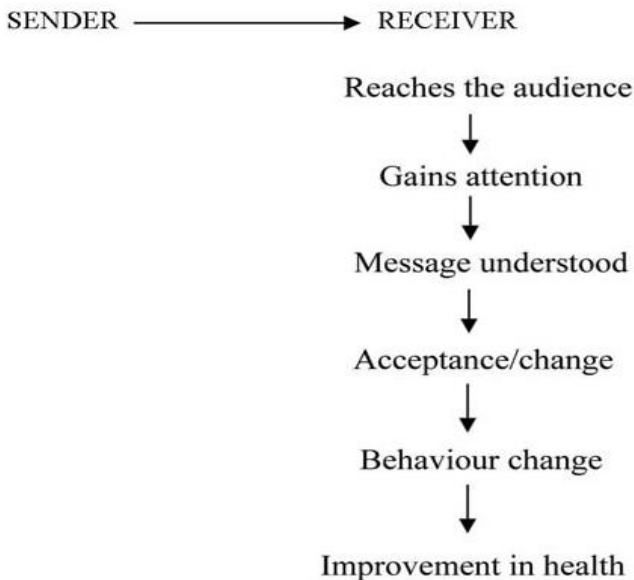 SENDER RECEIVER
Reaches the audience
Gains attention
Message understood
Acceptance/change
Behaviour change
Improvement in health